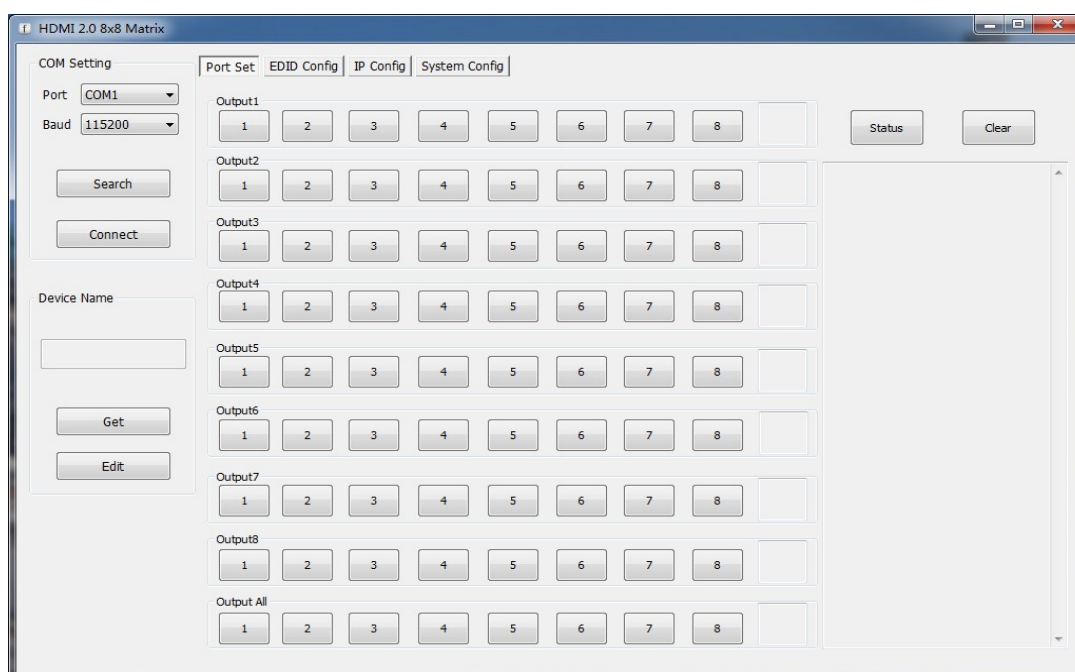 HDMI 2.0 8x8 Matrix
COM Setting
Port COM1
Baud 115200
Search
Connect
Device Name
Get
Edit
Port Set EDID Config IP Config System Config
Output1
1 2 3 4 5 6 7 8
Output2
1 2 3 4 5 6 7 8
Output3
1 2 3 4 5 6 7 8
Output4
1 2 3 4 5 6 7 8
Output5
1 2 3 4 5 6 7 8
Output6
1 2 3 4 5 6 7 8
Output7
1 2 3 4 5 6 7 8
Output8
1 2 3 4 5 6 7 8
Output All
1 2 3 4 5 6 7 8
Status Clear